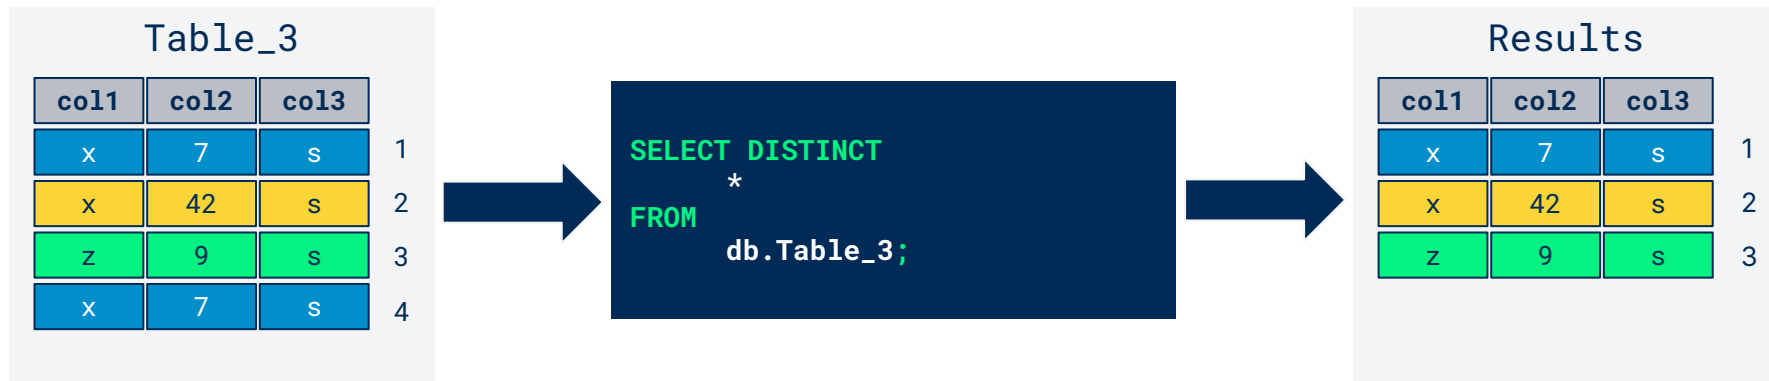 Table_3
col1 col2 col3
x 7 s 1
x 42 s 2
z 9 s 3
x 7 s 4
SELECT DISTINCT
*
FROM
db.Table_3;
Results
col1 col2 col3
x 7 s 1
x 42 s 2
z 9 s 3